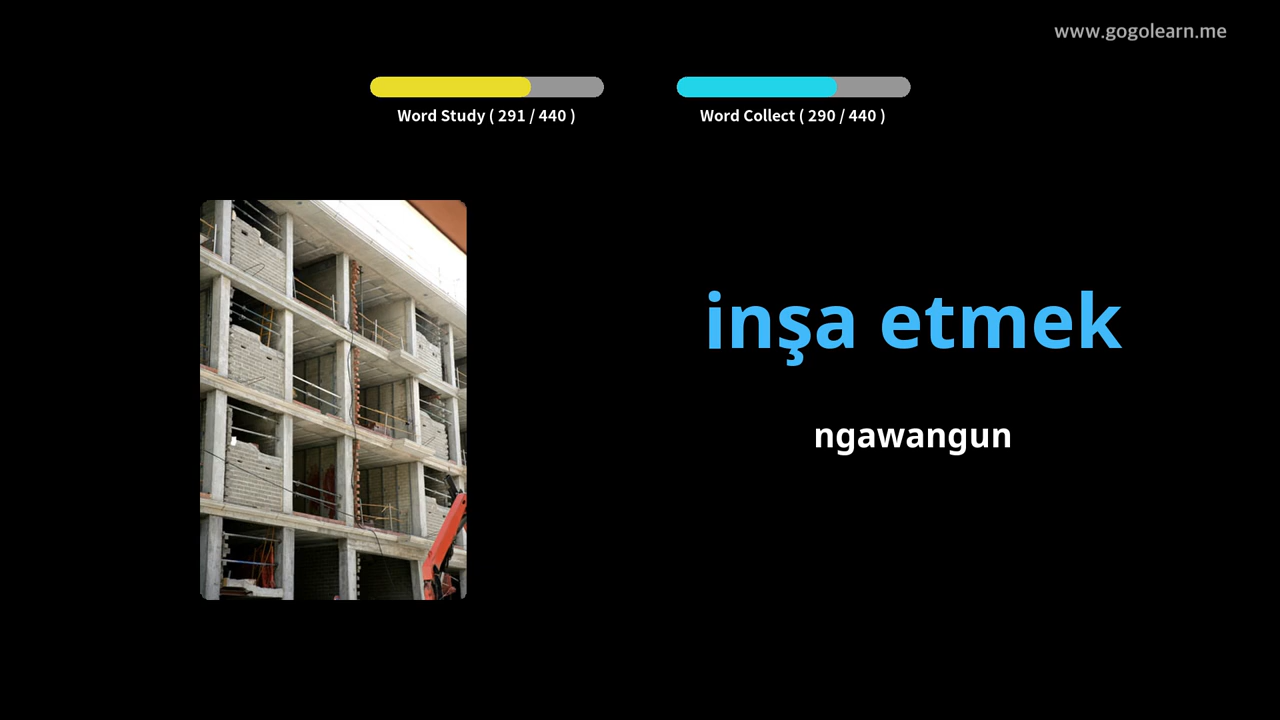 www.gogolearn.me
Word Study ( 291 / 440 )
Word Collect ( 290 / 440 )
inşa etmek
ngawangun